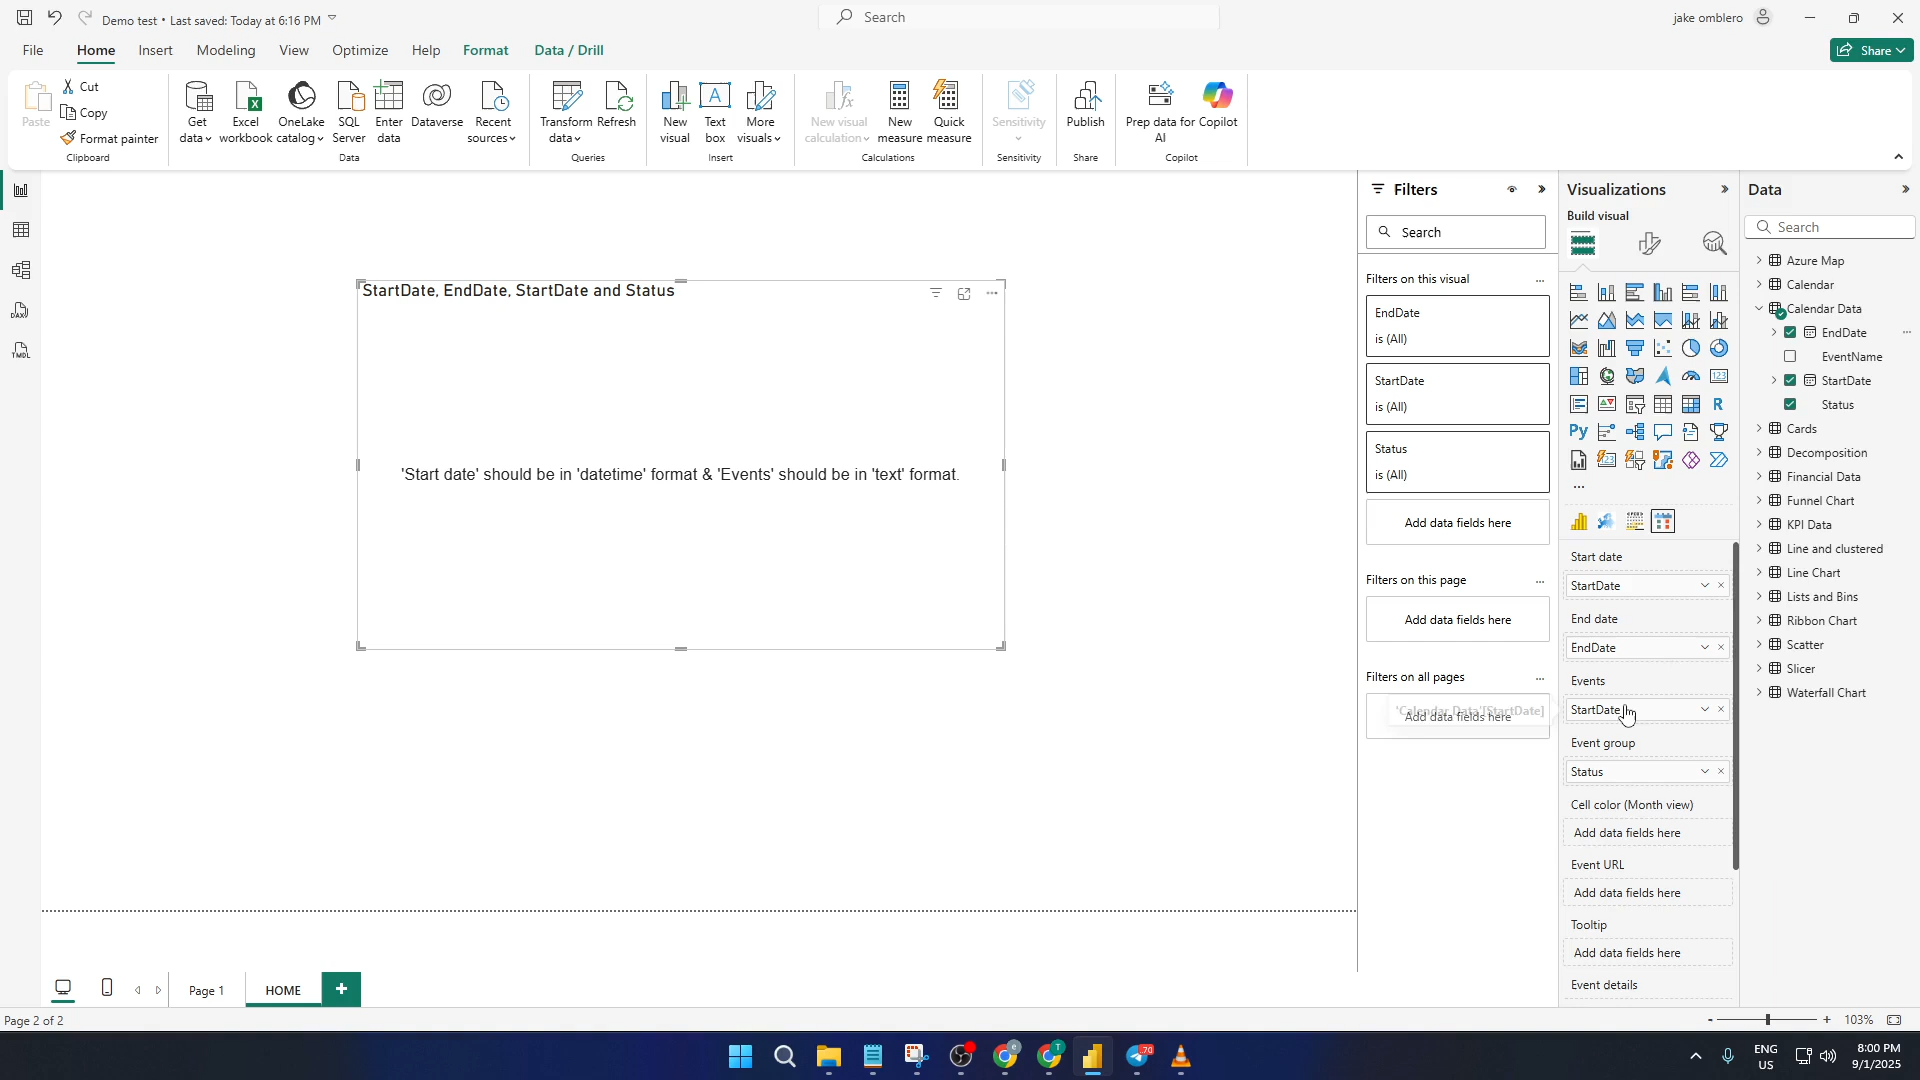 Demo test • Last saved: Today at 6:16 PM
Search
jake omblero
File
Home
Insert
Modeling
View
Optimize
Help
Format
Data / Drill
Share
Paste
Cut
Copy
Format painter
Clipboard
Get
data
Excel
workbook
OneLake
catalog
SQL
Server
Enter
data
Dataverse
Recent
sources
Data
Transform
data
Refresh
Queries
New
visual
Text
box
More
visuals
Insert
New visual
calculation
New
measure
Quick
measure
Calculations
Sensitivity
Sensitivity
Publish
Share
Prep data for
AI
Copilot
Copilot
StartDate, EndDate, StartDate and Status
'Start date' should be in 'datetime' format & 'Events' should be in 'text' format.
Filters
Search
Filters on this visual
EndDate
is (All)
StartDate
is (All)
Status
is (All)
Add data fields here
Filters on this page
Add data fields here
Filters on all pages
Add data fields here
'Calendar Data'[StartDate]
Visualizations
Build visual
Start date
StartDate
End date
EndDate
Events
StartDate
Event group
Status
Cell color (Month view)
Add data fields here
Event URL
Add data fields here
Tooltip
Add data fields here
Event details
Data
Search
Azure Map
Calendar
Calendar Data
EndDate
EventName
StartDate
Status
Cards
Decomposition
Financial Data
Funnel Chart
KPI Data
Line and clustered
Line Chart
Lists and Bins
Ribbon Chart
Scatter
Slicer
Waterfall Chart
Page 1
HOME
Page 2 of 2
103%
ENG
US
8:00 PM
9/1/2025